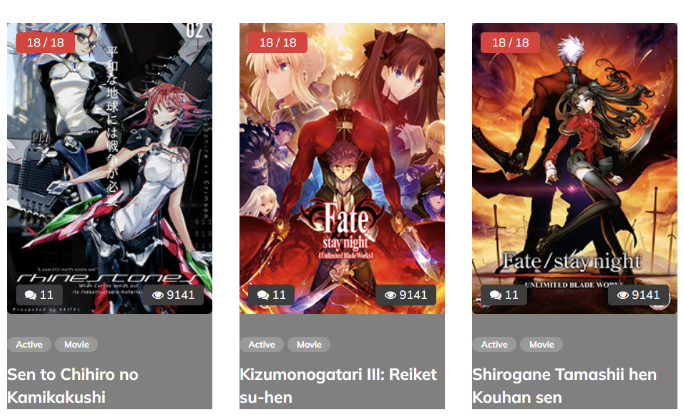 02
18 / 18
平和な地球には戦争が必要
rhinestones
11
9141
Active
Movie
Sen to Chihiro no
Kamikakushi
18 / 18
Fate
stay night
[Unlimited Blade Works]
11
9141
Active
Movie
Kizumonogatari III: Reiket
su-hen
18 / 18
Fate/stay night
UNLIMITED BLADE WORKS
11
9141
Active
Movie
Shirogane Tamashii hen
Kouhan sen